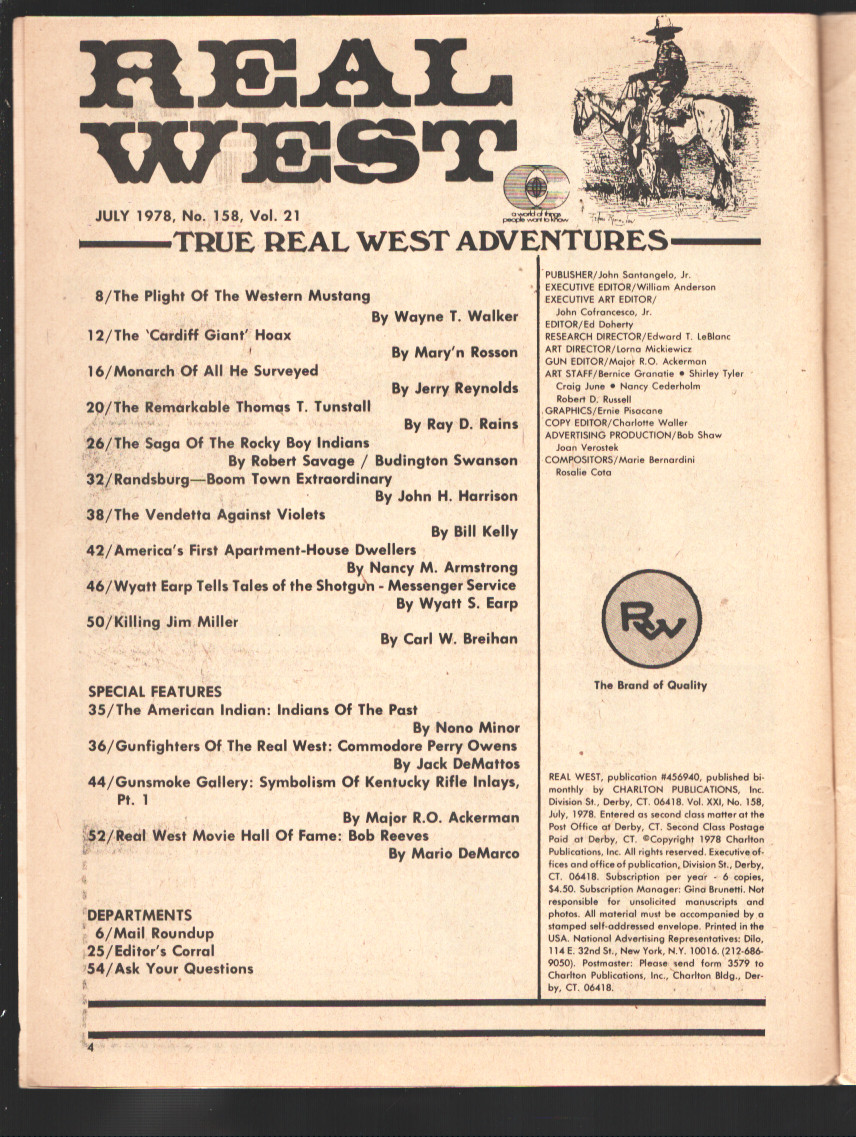 REAL
WEST
a world of things
people want to know
JULY 1978, No. 158, Vol. 21
TRUE REAL WEST ADVENTURES
8/The Plight Of The Western Mustang
By Wayne T. Walker
12/The 'Cardiff Giant' Hoax
By Mary'n Rosson
16/Monarch Of All He Surveyed
By Jerry Reynolds
20/The Remarkable Thomas T. Tunstall
By Ray D. Rains
26/The Saga Of The Rocky Boy Indians
By Robert Savage / Budington Swanson
32/Randsburg—Boom Town Extraordinary
By John H. Harrison
38/The Vendetta Against Violets
By Bill Kelly
42/America's First Apartment-House Dwellers
By Nancy M. Armstrong
46/Wyatt Earp Tells Tales of the Shotgun - Messenger Service
By Wyatt S. Earp
50/Killing Jim Miller
By Carl W. Breihan
SPECIAL FEATURES
35/The American Indian: Indians Of The Past
By Nono Minor
36/Gunfighters Of The Real West: Commodore Perry Owens
By Jack DeMattos
44/Gunsmoke Gallery: Symbolism Of Kentucky Rifle Inlays,
Pt. 1
By Major R.O. Ackerman
52/Real West Movie Hall Of Fame: Bob Reeves
By Mario DeMarco
DEPARTMENTS
6/Mail Roundup
25/Editor's Corral
54/Ask Your Questions
PUBLISHER/John Santangelo, Jr.
EXECUTIVE EDITOR/William Anderson
EXECUTIVE ART EDITOR/
John Cofrancesco, Jr.
EDITOR/Ed Doherty
RESEARCH DIRECTOR/Edward T. LeBlanc
ART DIRECTOR/Lorna Mickiewicz
GUN EDITOR/Major R.O. Ackerman
ART STAFF/Bernice Granatie • Shirley Tyler
Craig June • Nancy Cederholm
Robert D. Russell
GRAPHICS/Ernie Pisacane
COPY EDITOR/Charlotte Waller
ADVERTISING PRODUCTION/Bob Shaw
Joan Verostek
COMPOSITORS/Marie Bernardini
Rosalie Cota
RW
The Brand of Quality
REAL WEST, publication #456940, published bi-
monthly by CHARLTON PUBLICATIONS, Inc.
Division St., Derby, CT. 06418. Vol. XXI, No. 158,
July, 1978. Entered as second class matter at the
Post Office at Derby, CT. Second Class Postage
Paid at Derby, CT. ©Copyright 1978 Charlton
Publications, Inc. All rights reserved. Executive of-
fices and office of publication, Division St., Derby,
CT. 06418. Subscription per year - 6 copies,
$4.50. Subscription Manager: Gina Brunetti. Not
responsible for unsolicited manuscripts and
photos. All material must be accompanied by a
stamped self-addressed envelope. Printed in the
USA. National Advertising Representatives: Dilo,
114 E. 32nd St., New York, N.Y. 10016. (212-686-
9050). Postmaster: Please send form 3579 to
Charlton Publications, Inc., Charlton Bldg., Der-
by, CT. 06418.
4